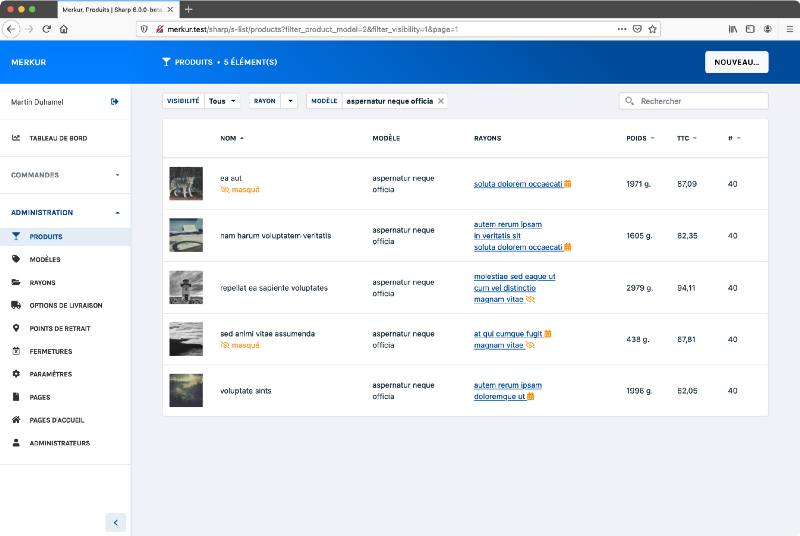 Merkur, Produits | Sharp 6.0.0-beta
merkur.test/sharp/s-list/products?filter_product_model=2&filter_visibility=1&page=1
MERKUR
PRODUITS • 5 ÉLÉMENT(S)
NOUVEAU...
Martin Duhamel
VISIBILITÉ Tous
RAYON
MODÈLE aspernatur neque officia
Rechercher
TABLEAU DE BORD
COMMANDES
ADMINISTRATION
PRODUITS
MODÈLES
RAYONS
OPTIONS DE LIVRAISON
POINTS DE RETRAIT
FERMETURES
PARAMÈTRES
PAGES
PAGES D'ACCUEIL
ADMINISTRATEURS
NOM MODÈLE RAYONS POIDS TTC #
ea aut
masqué
aspernatur neque
officia
soluta dolorem occaecati
1971 g. 87,09 40
nam harum voluptatem veritatis
aspernatur neque
officia
autem rerum ipsam
in veritatis sit
soluta dolorem occaecati
1605 g. 82,35 40
repellat ea sapiente voluptates
aspernatur neque
officia
molestiae sed eaque ut
cum vel distinctio
magnam vitae
2979 g. 94,11 40
sed animi vitae assumenda
masqué
aspernatur neque
officia
at qui cumque fugit
magnam vitae
438 g. 67,81 40
voluptate sints
aspernatur neque
officia
autem rerum ipsam
doloremque ut
1996 g. 62,05 40